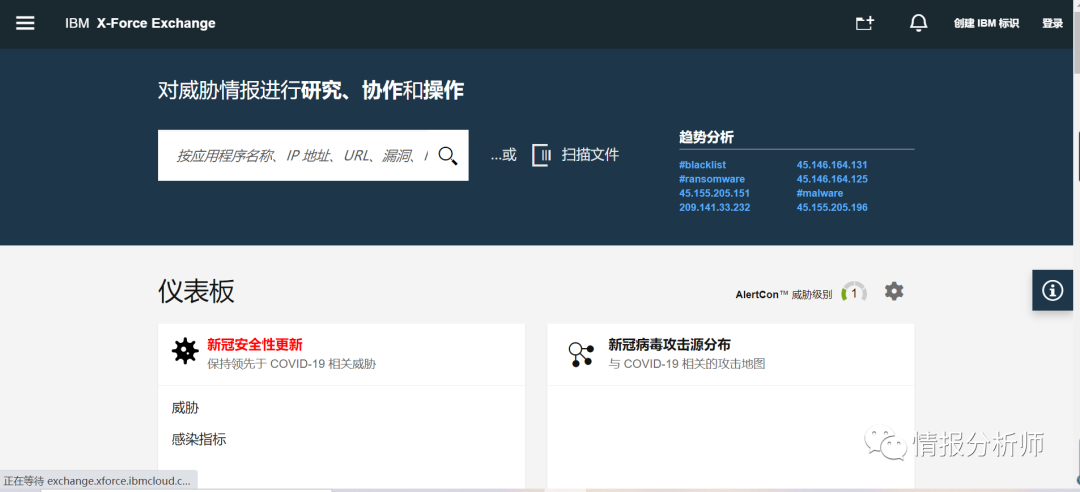 IBM X-Force Exchange
创建 IBM 标识
登录
对威胁情报进行研究、协作和操作
按应用程序名称、IP 地址、URL、漏洞、
...或
扫描文件
趋势分析
#blacklist
45.146.164.131
#ransomware
45.146.164.125
45.155.205.151
#malware
209.141.33.232
45.155.205.196
仪表板
AlertCon™ 威胁级别
1
新冠安全性更新
保持领先于 COVID-19 相关威胁
新冠病毒攻击源分布
与 COVID-19 相关的攻击地图
威胁
感染指标
情报分析师
正在等待 exchange.xforce.ibmcloud.c...